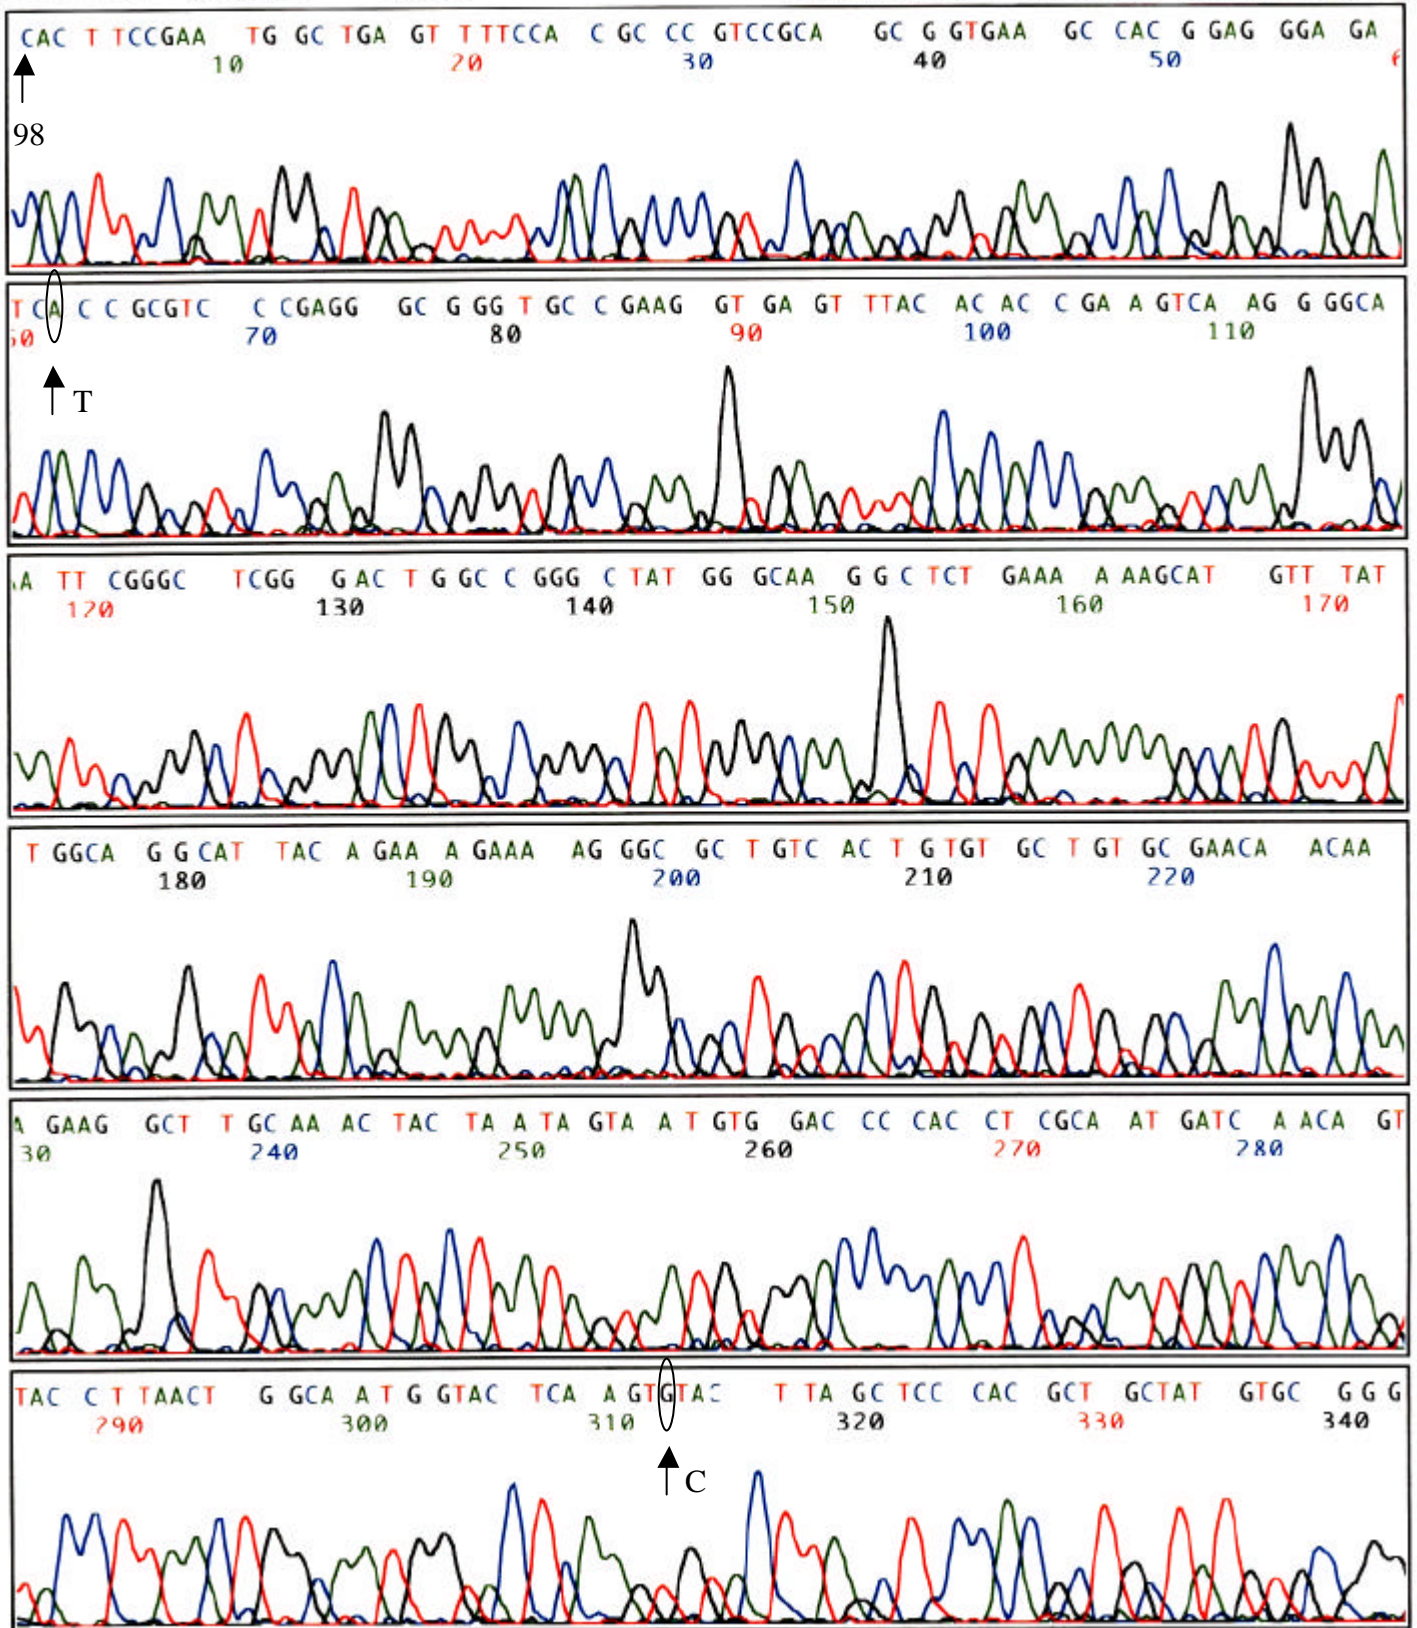 CAC T TCCGAA TG GC TGA GT T TTCCA C GC CC GTCCGCA GC G GTGAA GC CAC G GAG GGA GA
10 20 30 40 50
98
T CA C C GCGTC C CGAGG GC G GG T GC C GAAG GT GA GT TTAC AC AC C GA A GTCA AG G GGCA
60 70 80 90 100 110
T
A TT CGGGC TCGG G AC T G GC C GGG C TAT GG GCAA G G C TCT GAAA A AAGCAT GTT TAT
120 130 140 150 160 170
T GGCA G G CAT TAC A GAA A GAAA AG GGC GC T GTC AC T G TGT GC T GT GC GAACA ACAA
180 190 200 210 220
A GAAG GCT T GC AA AC TAC TA A TA GTA A T GTG GAC CC CAC CT CGCA AT GATC A ACA GT
30 240 250 260 270 280
TAC C T TAACT G GCA A T G GTAC TCA A GTGTAC T TA GC TCC CAC GCT GCTAT GTGC G G G
290 300 310 320 330 340
C